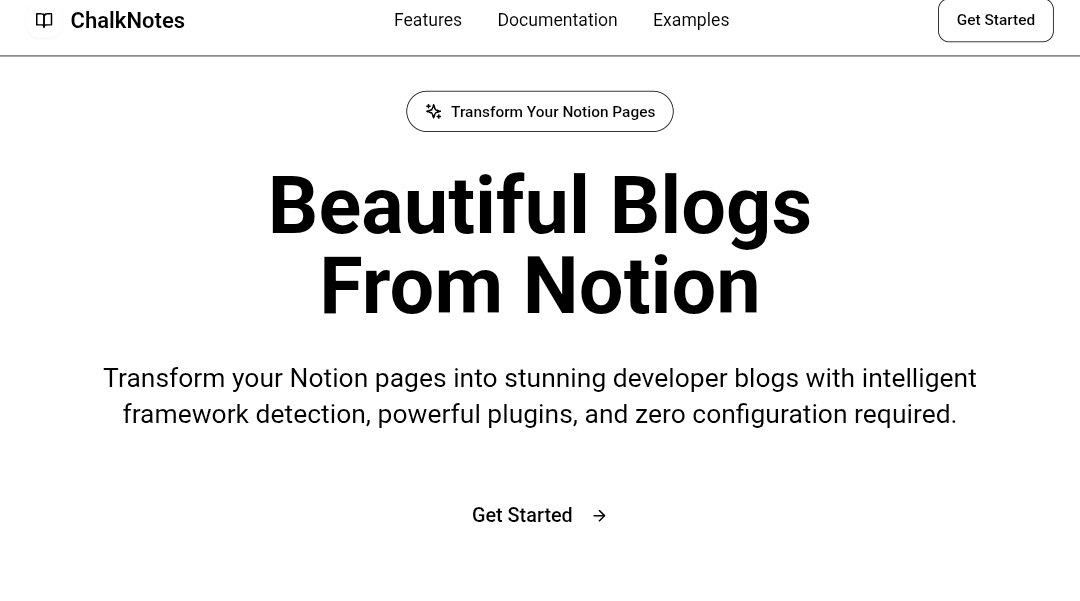 ChalkNotes
Features
Documentation
Examples
Get Started
Transform Your Notion Pages
Beautiful Blogs
From Notion
Transform your Notion pages into stunning developer blogs with intelligent
framework detection, powerful plugins, and zero configuration required.
Get Started